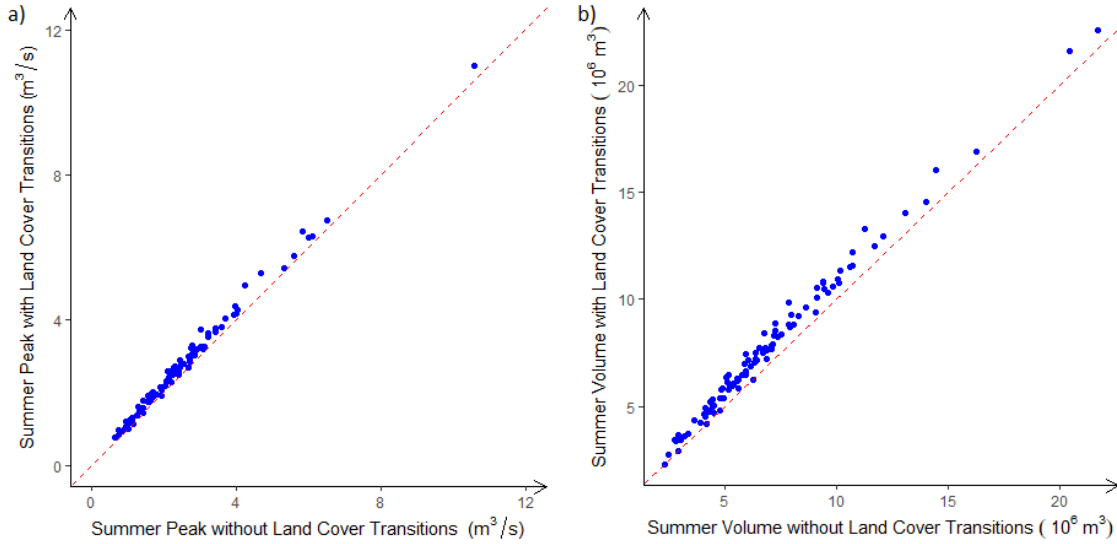 a)
Summer Peak with Land Cover Transitions (m³/s)
12
8
4
0
0 4 8 12
Summer Peak without Land Cover Transitions (m³/s)
b)
Summer Volume with Land Cover Transitions ( 10⁶ m³)
20
15
10
5
5 10 15 20
Summer Volume without Land Cover Transitions ( 10⁶ m³)